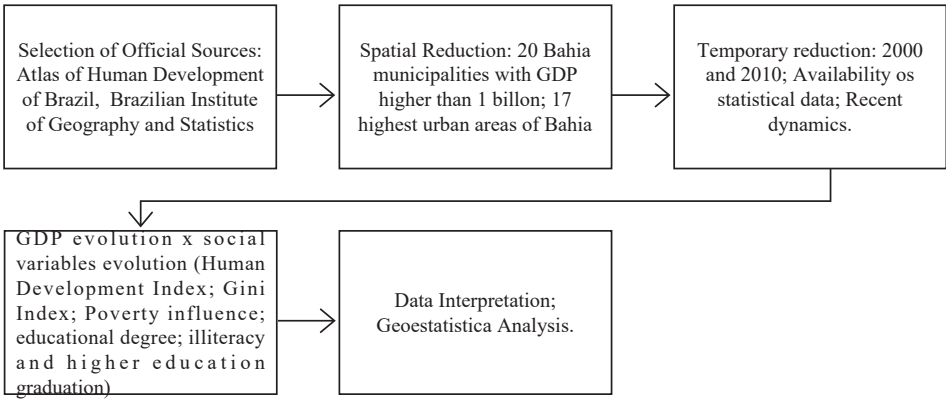 Selection of Official Sources:
Atlas of Human Development
of Brazil, Brazilian Institute
of Geography and Statistics
Spatial Reduction: 20 Bahia
municipalities with GDP
higher than 1 billon; 17
highest urban areas of Bahia
Temporary reduction: 2000
and 2010; Availability os
statistical data; Recent
dynamics.
GDP evolution x social
variables evolution (Human
Development Index; Gini
Index; Poverty influence;
educational degree; illiteracy
and higher education
graduation)
Data Interpretation;
Geoestatistica Analysis.